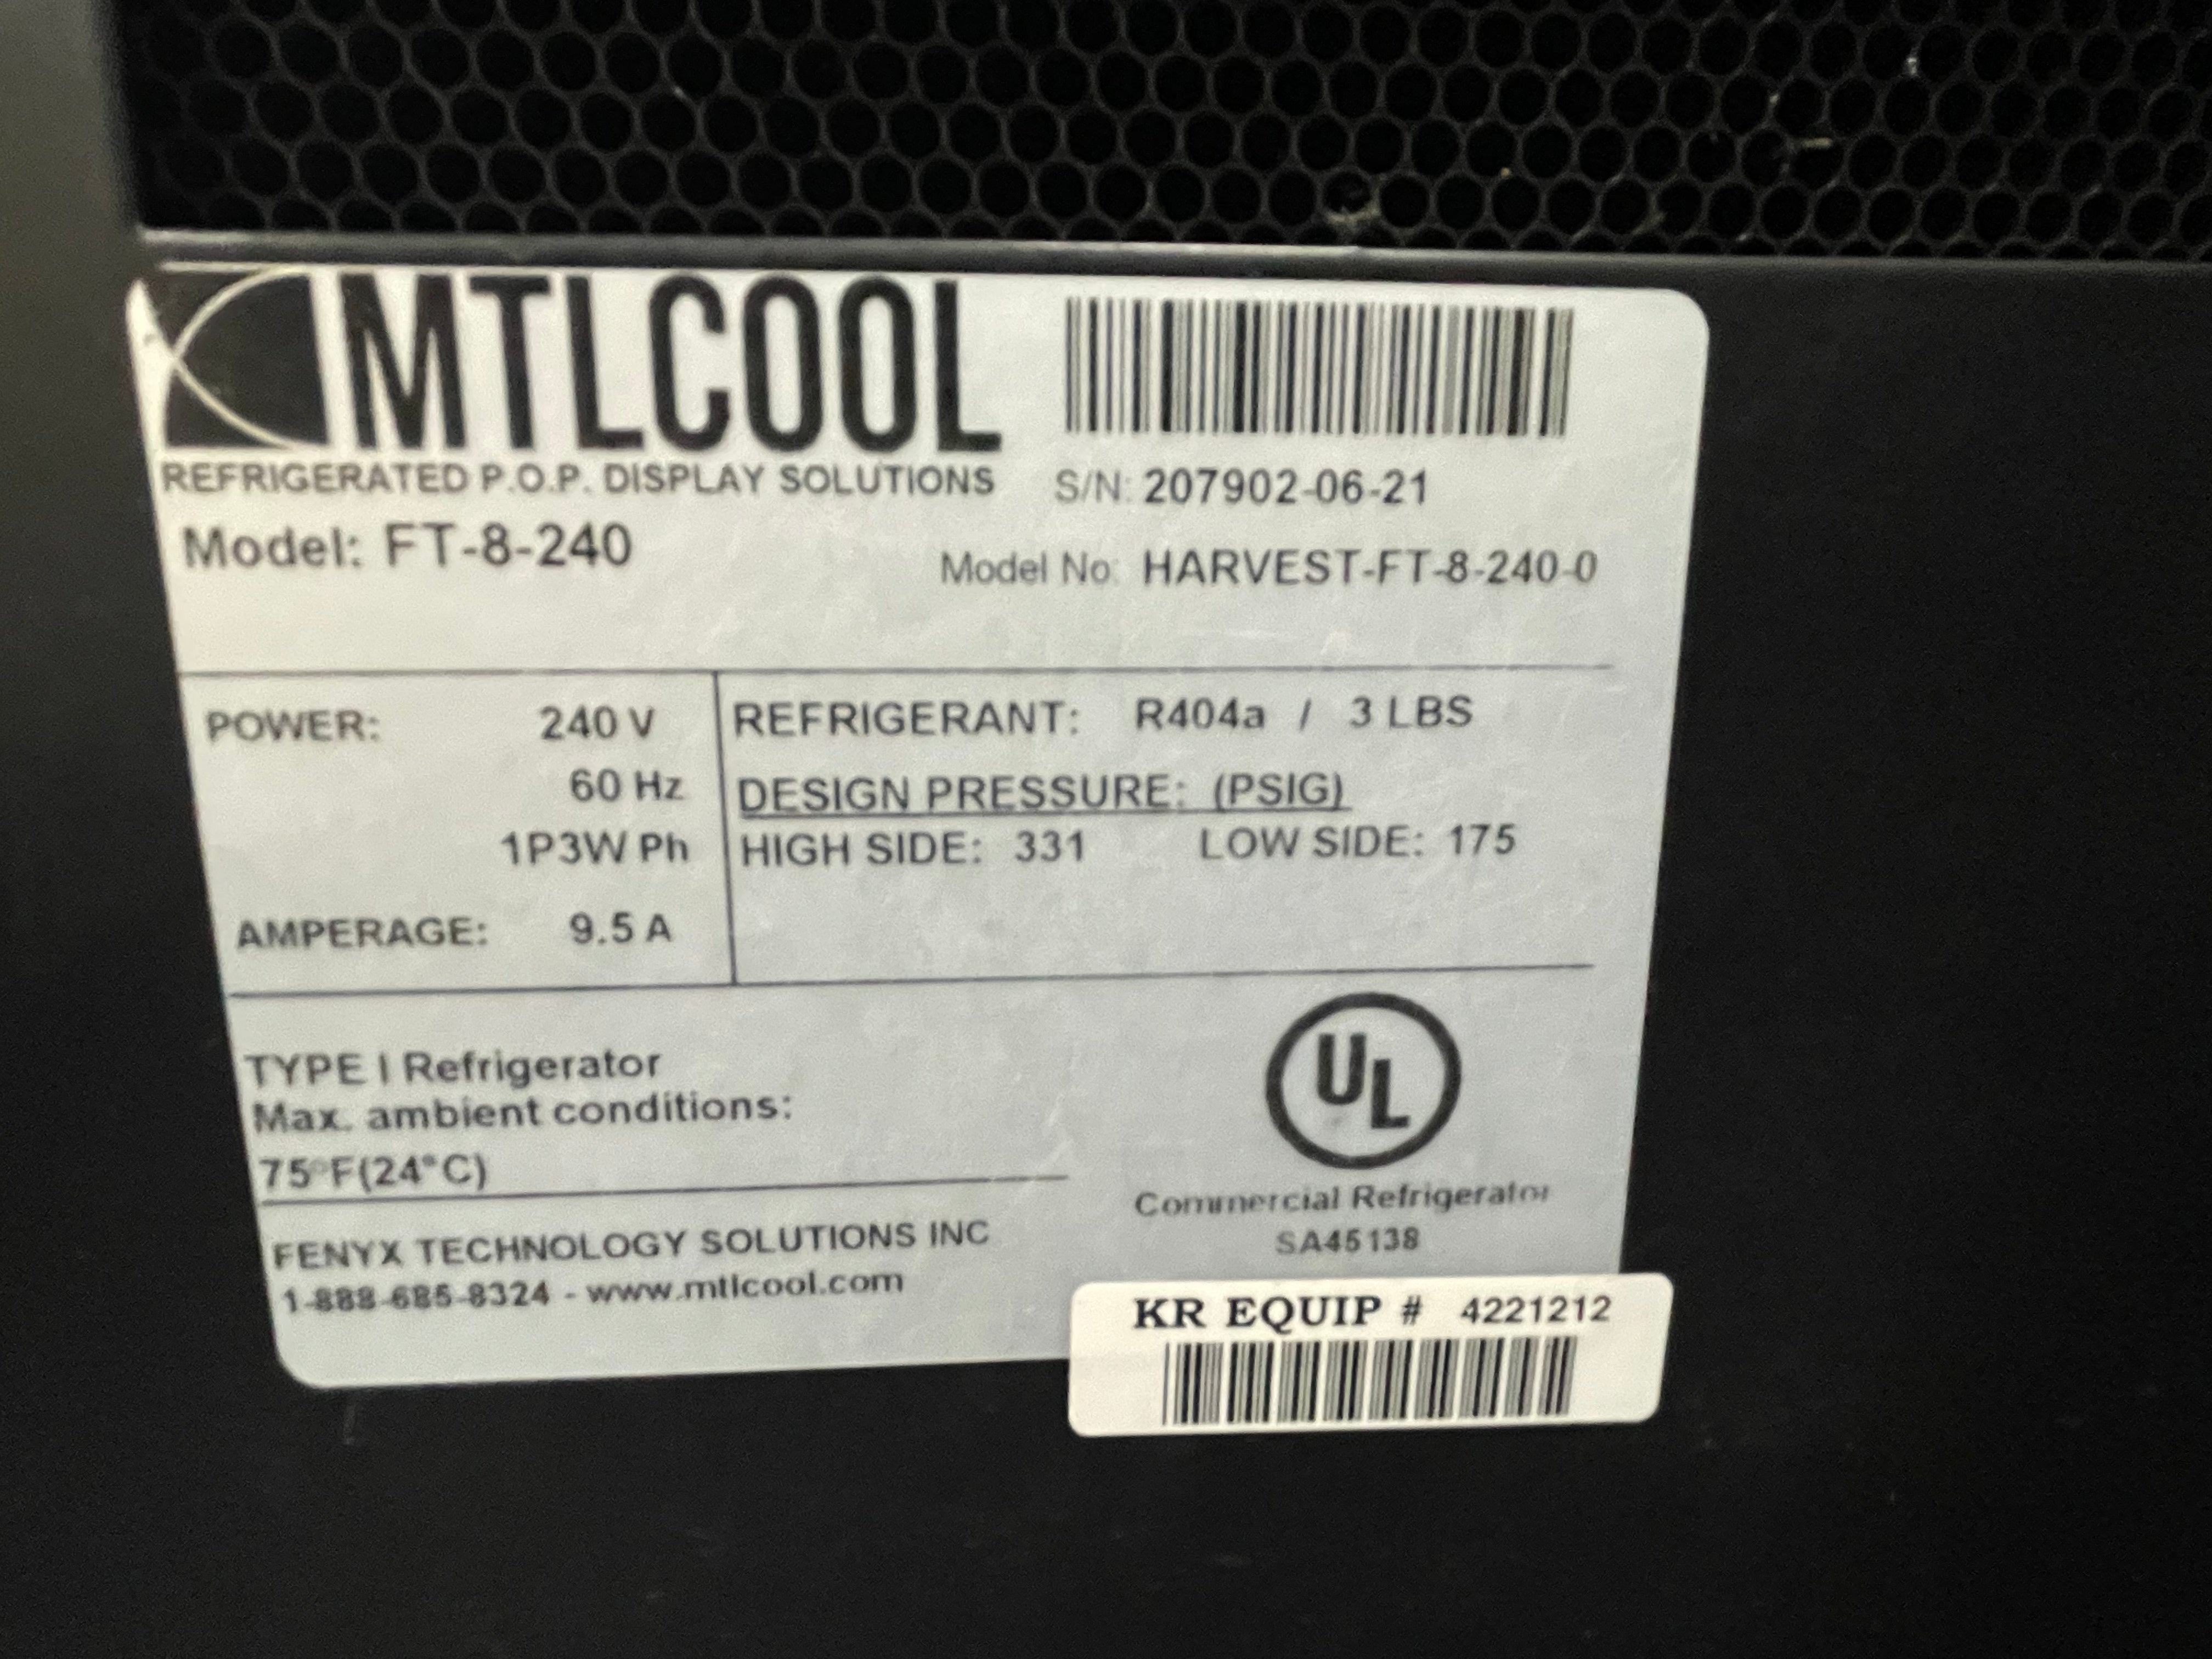 MTLCOOL
REFRIGERATED P.O.P. DISPLAY SOLUTIONS
S/N: 207902-06-21
Model: FT-8-240
Model No: HARVEST-FT-8-240-0
POWER: 240 V
60 Hz
1P3W Ph
AMPERAGE: 9.5 A
REFRIGERANT: R404a / 3 LBS
DESIGN PRESSURE: (PSIG)
HIGH SIDE: 331 LOW SIDE: 175
TYPE I Refrigerator
Max. ambient conditions:
75°F(24°C)
FENYX TECHNOLOGY SOLUTIONS INC
1-888-685-8324 - www.mtlcool.com
UL
Commercial Refrigerator
SA45138
KR EQUIP # 4221212